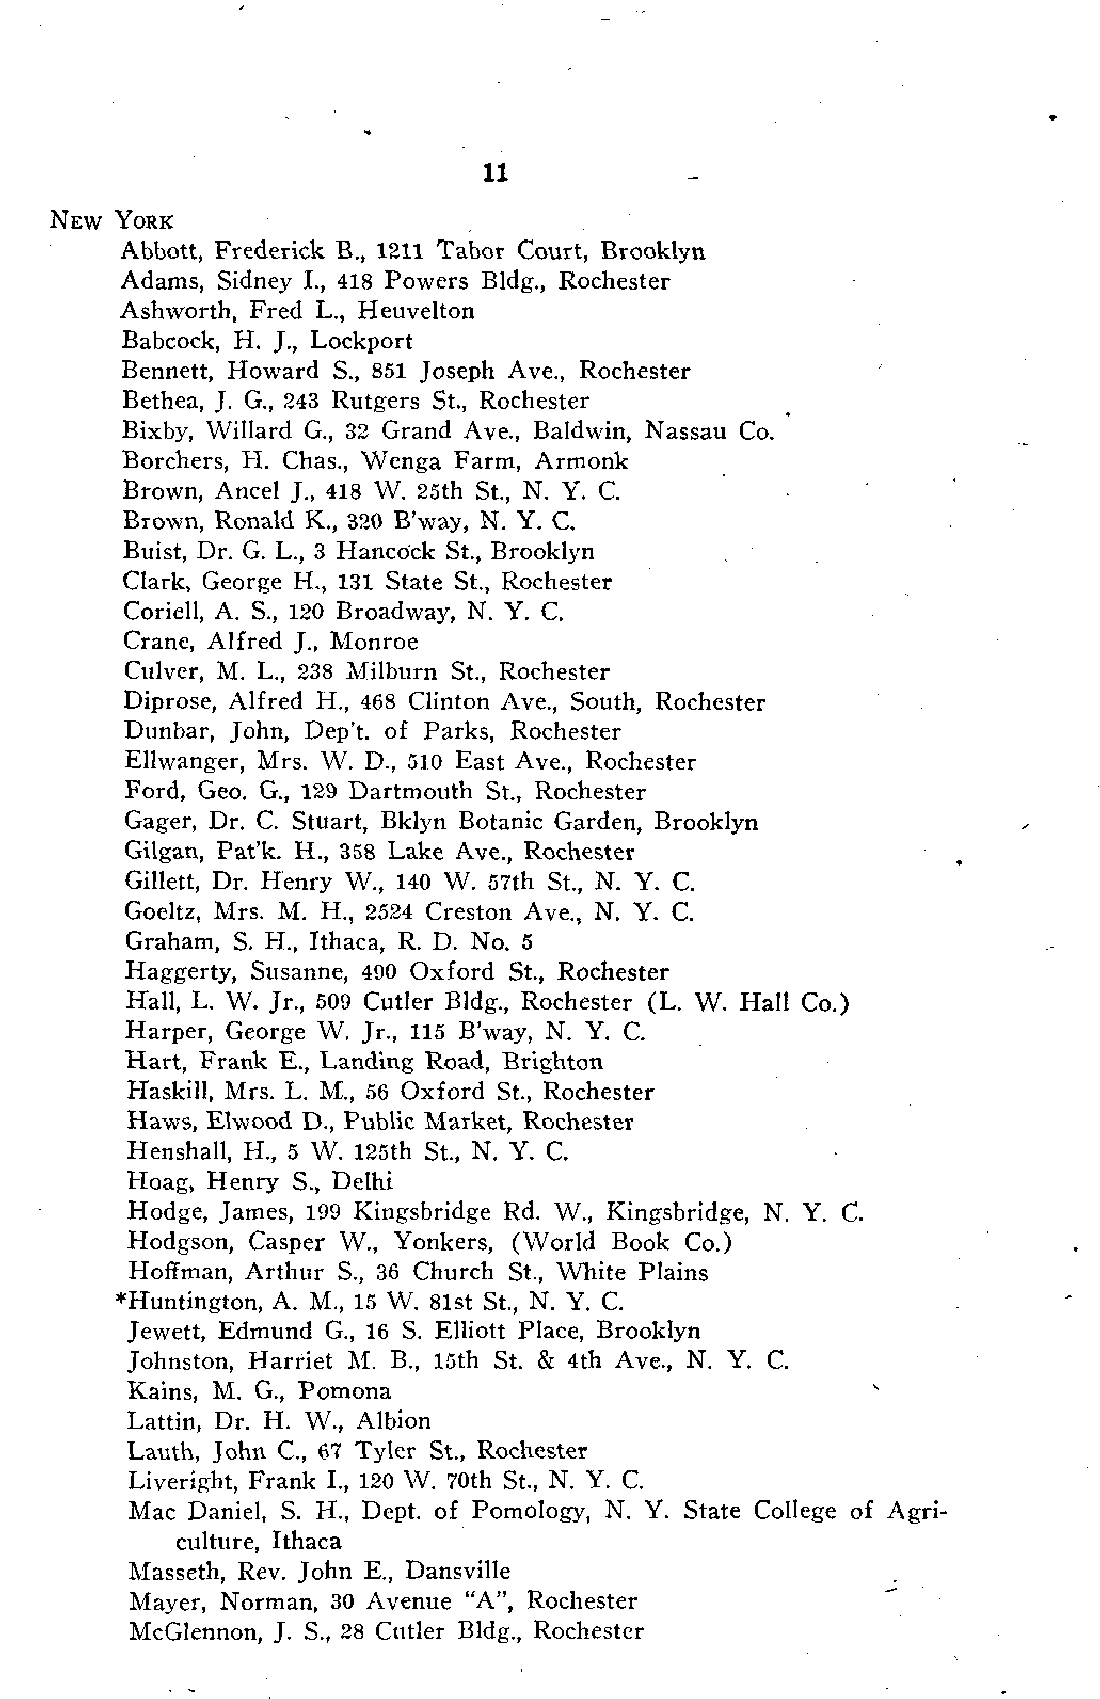 11
NEW YORK
Abbott, Frederick B., 1211 Tabor Court, Brooklyn
Adams, Sidney I., 418 Powers Bldg., Rochester
Ashworth, Fred L., Heuvelton
Babcock, H. J., Lockport
Bennett, Howard S., 851 Joseph Ave., Rochester
Bethea, J. G., 243 Rutgers St., Rochester
Bixby, Willard G., 32 Grand Ave., Baldwin, Nassau Co.
Borchers, H. Chas., Wenga Farm, Armonk
Brown, Ancel J., 418 W. 25th St., N. Y. C.
Brown, Ronald K., 320 B'way, N. Y. C.
Buist, Dr. G. L., 3 Hancock St., Brooklyn
Clark, George H., 131 State St., Rochester
Coriell, A. S., 120 Broadway, N. Y. C.
Crane, Alfred J., Monroe
Culver, M. L., 238 Milburn St., Rochester
Diprose, Alfred H., 468 Clinton Ave., South, Rochester
Dunbar, John, Dep't. of Parks, Rochester
Ellwanger, Mrs. W. D., 510 East Ave., Rochester
Ford, Geo. G., 129 Dartmouth St., Rochester
Gager, Dr. C. Stuart, Bklyn Botanic Garden, Brooklyn
Gilgan, Pat'k. H., 358 Lake Ave., Rochester
Gillett, Dr. Henry W., 140 W. 57th St., N. Y. C.
Goeltz, Mrs. M. H., 2524 Creston Ave., N. Y. C.
Graham, S. H., Ithaca, R. D. No. 5
Haggerty, Susanne, 490 Oxford St., Rochester
Hall, L. W. Jr., 509 Cutler Bldg., Rochester (L. W. Hall Co.)
Harper, George W. Jr., 115 B'way, N. Y. C.
Hart, Frank E., Landing Road, Brighton
Haskill, Mrs. L. M., 56 Oxford St., Rochester
Haws, Elwood D., Public Market, Rochester
Henshall, H., 5 W. 125th St., N. Y. C.
Hoag, Henry S., Delhi
Hodge, James, 199 Kingsbridge Rd. W., Kingsbridge, N. Y. C.
Hodgson, Casper W., Yonkers, (World Book Co.)
Hoffman, Arthur S., 36 Church St., White Plains
*Huntington, A. M., 15 W. 81st St., N. Y. C.
Jewett, Edmund G., 16 S. Elliott Place, Brooklyn
Johnston, Harriet M. B., 15th St. & 4th Ave., N. Y. C.
Kains, M. G., Pomona
Lattin, Dr. H. W., Albion
Lauth, John C., 67 Tyler St., Rochester
Liveright, Frank I., 120 W. 70th St., N. Y. C.
Mac Daniel, S. H., Dept. of Pomology, N. Y. State College of Agri-
culture, Ithaca
Masseth, Rev. John E., Dansville
Mayer, Norman, 30 Avenue "A", Rochester
McGlennon, J. S., 28 Cutler Bldg., Rochester